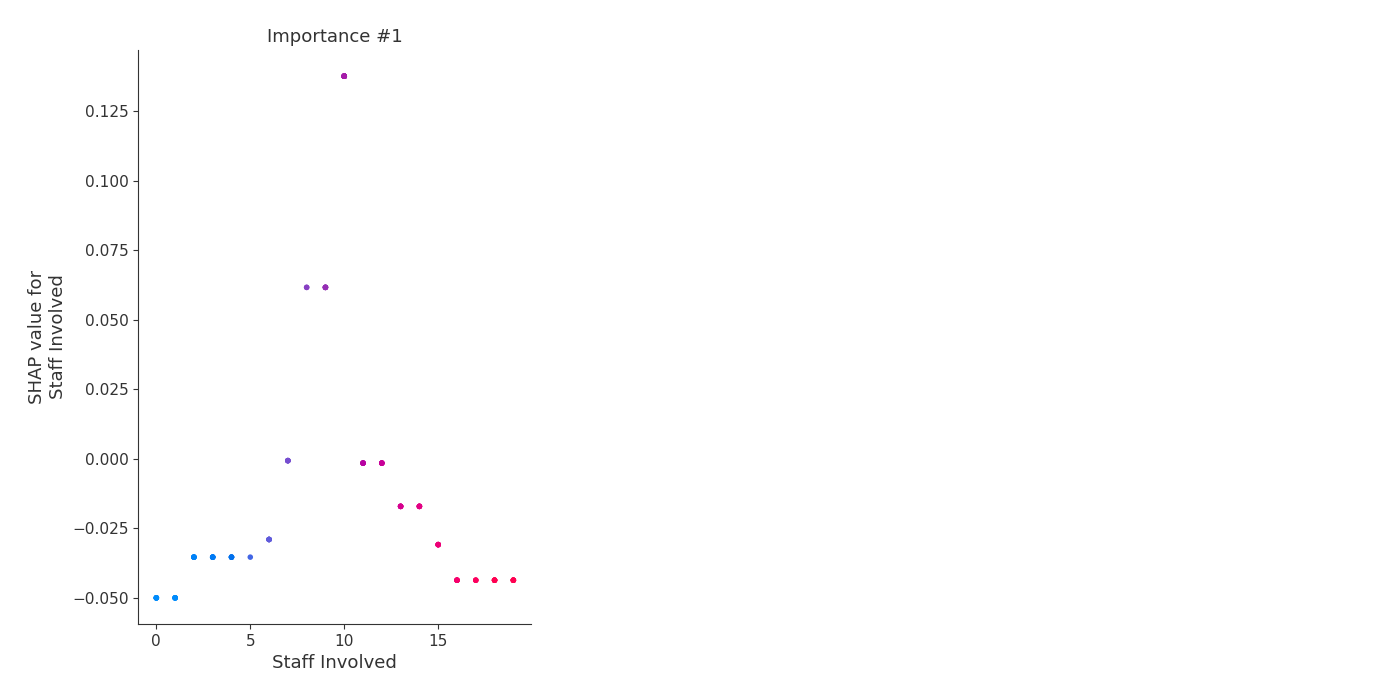 Importance #1
0.125
0.100
0.075
0.050
0.025
0.000
−0.025
−0.050
SHAP value for
Staff Involved
0 5 10 15
Staff Involved